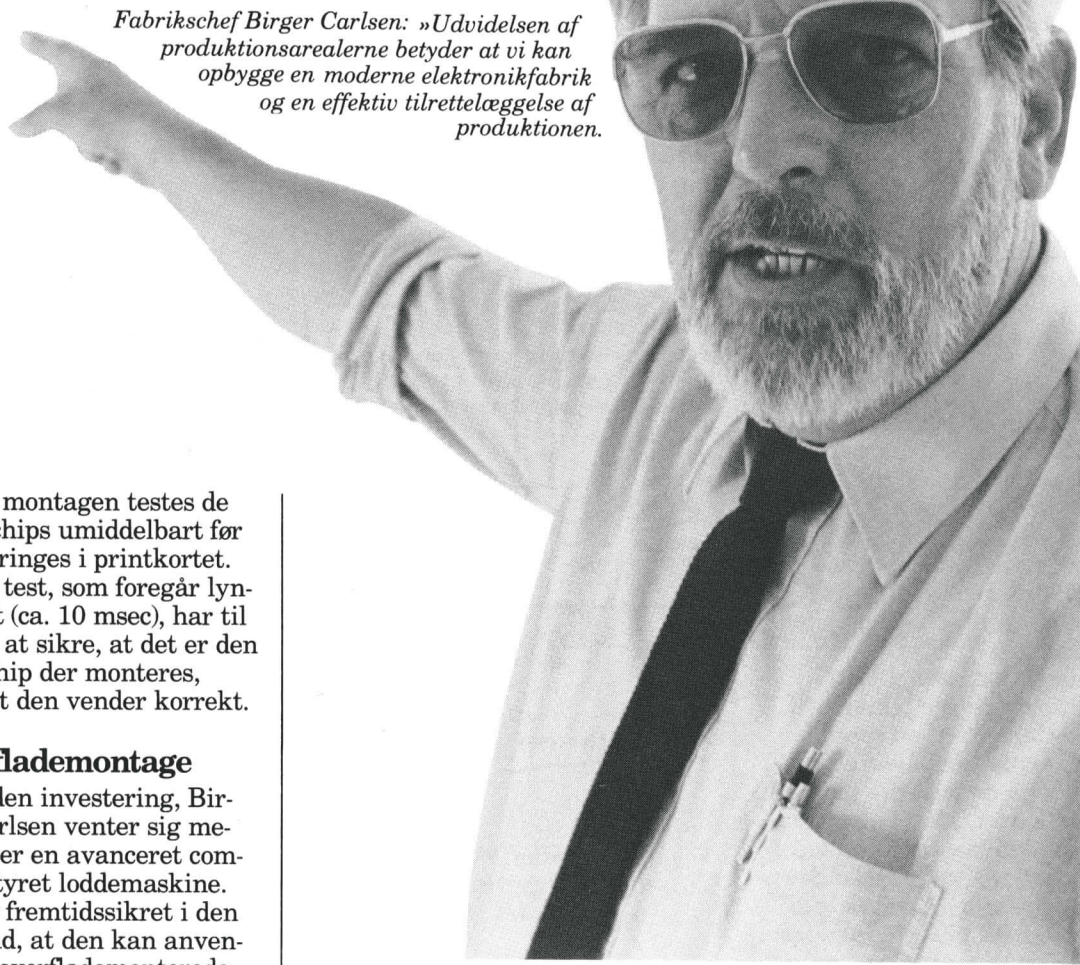 Fabrikschef Birger Carlsen: »Udvidelsen af
produktionsarealerne betyder at vi kan
opbygge en moderne elektronikfabrik
og en effektiv tilrettelæggelse af
produktionen.
montagen testes de
hips umiddelbart før
ringes i printkortet.
test, som foregår lyn-
t (ca. 10 msec), har til
at sikre, at det er den
hip der monteres,
t den vender korrekt.
flademontage
den investering, Bir-
rlsen venter sig me-
er en avanceret com-
tyret loddemaskine.
fremtidssikret i den
d, at den kan anven-